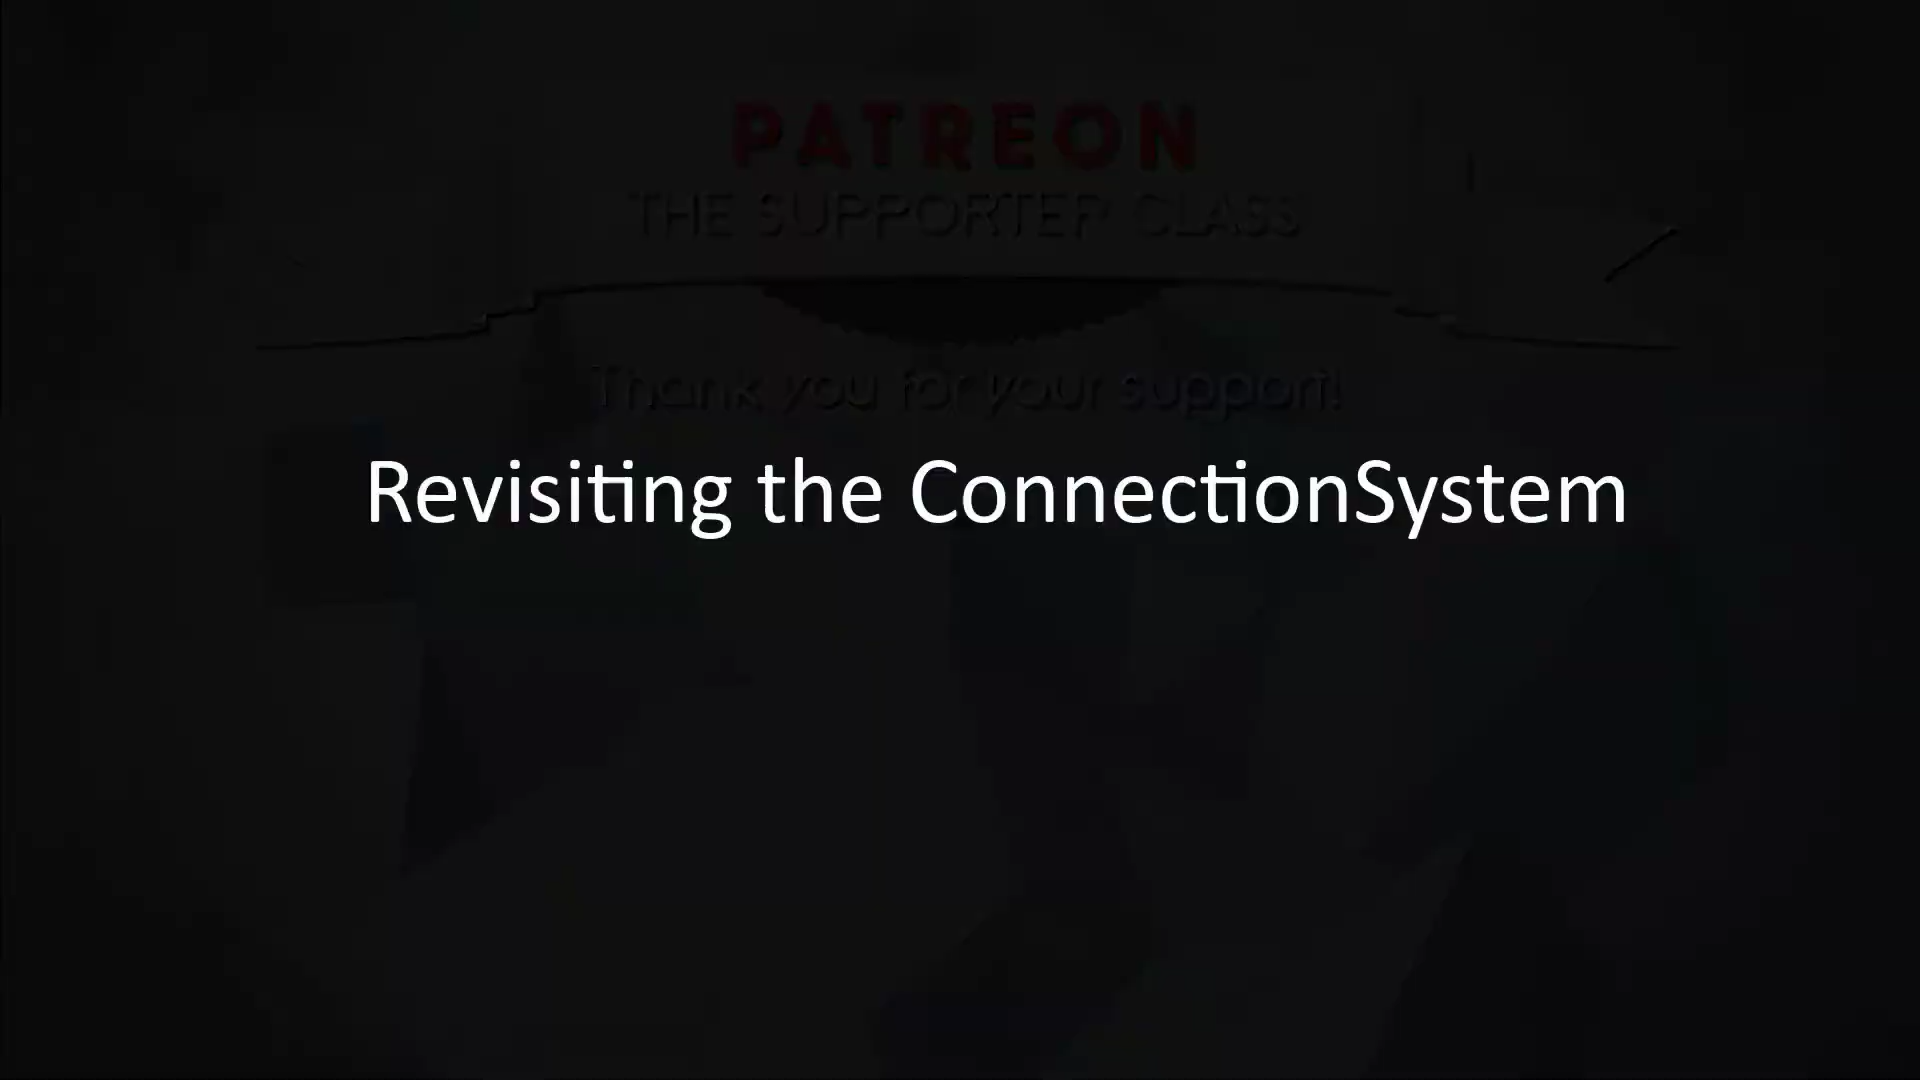 PATREON
THE SUPPORTER CLASS
Thank you for your support!
Revisiting the ConnectionSystem